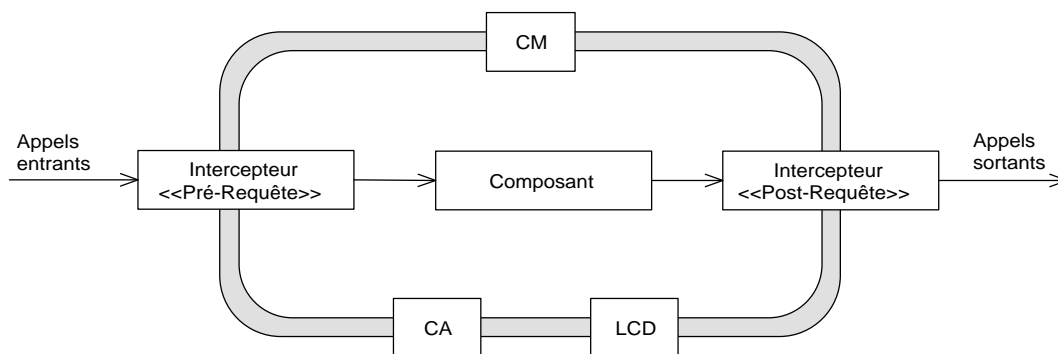 CM
Appels
entrants
Intercepteur
<<Pré-Requête>>
Composant
Intercepteur
<<Post-Requête>>
Appels
sortants
CA
LCD